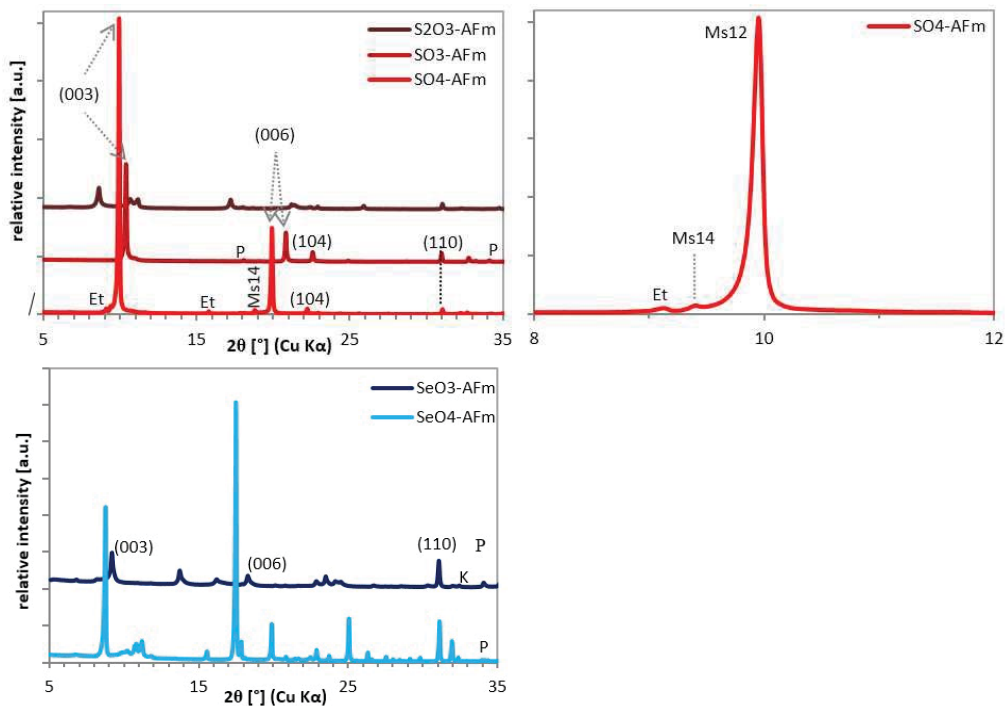 S2O3-AFm
SO3-AFm
SO4-AFm
(003)
(006)
P
(104)
(110)
P
Et
Et
Ms14
(104)
relative intensity [a.u.]
/
5 15 25 35
2θ [°] (Cu Kα)
SO4-AFm
Ms12
Ms14
Et
8 10 12
SeO3-AFm
SeO4-AFm
(003)
(006)
(110)
P
K
P
relative intensity [a.u.]
5 15 25 35
2θ [°] (Cu Kα)